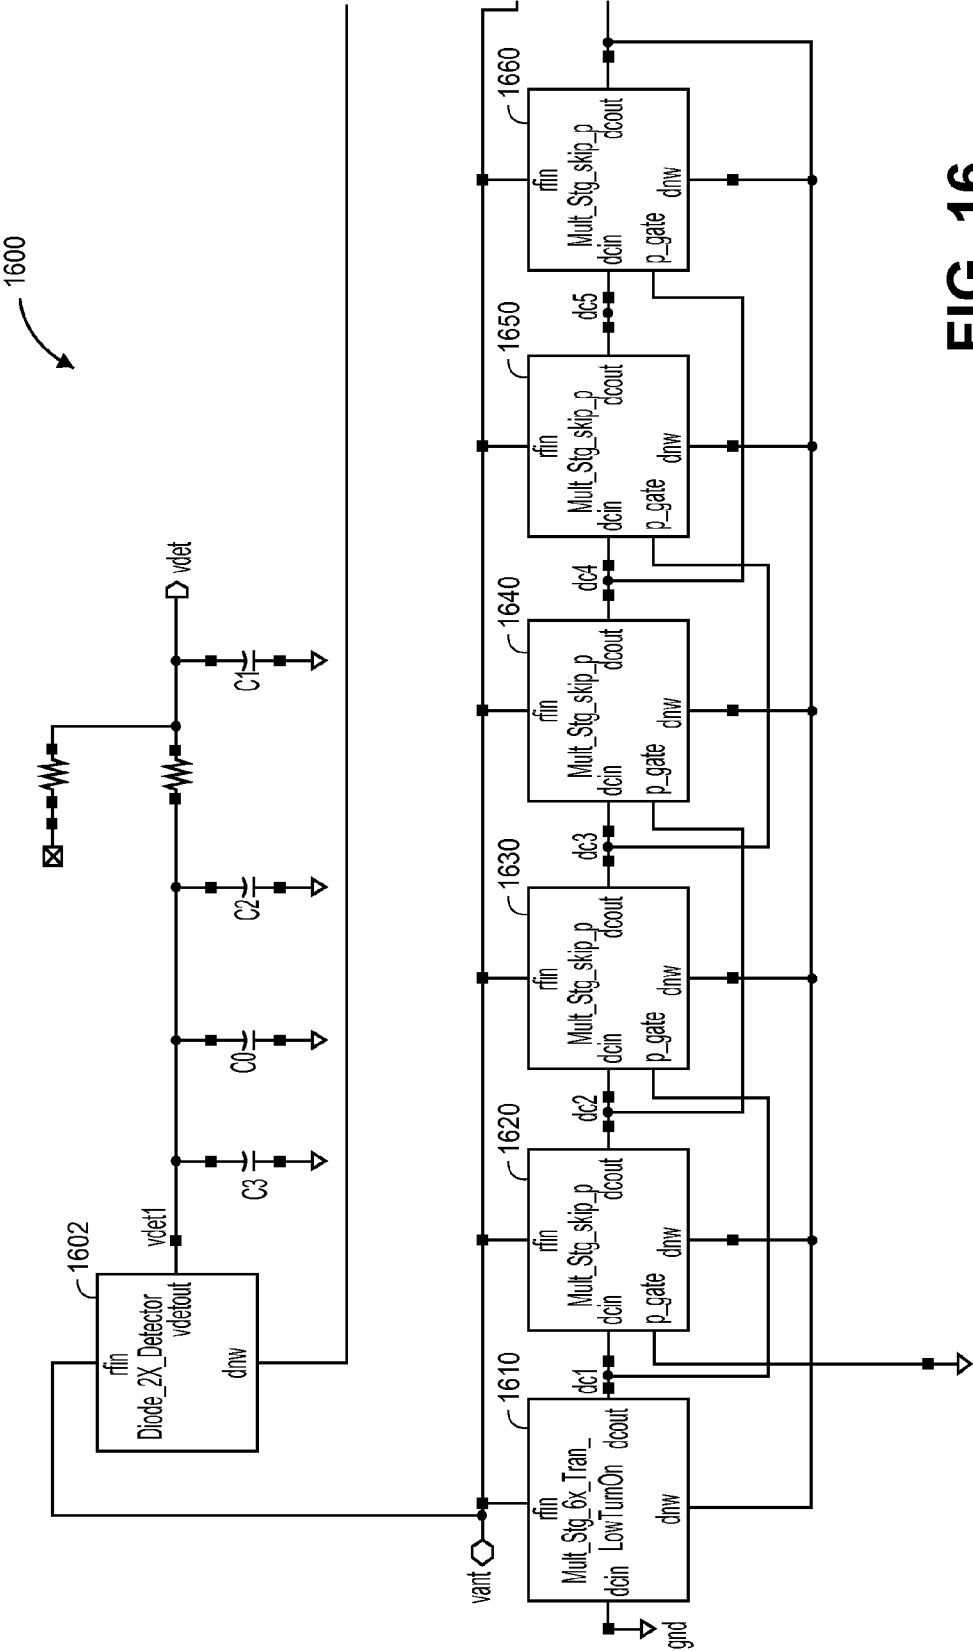 1600
1602
rfin
Diode_2X_Detector
vdetout
dnw
vdet1
C3
C0
C2
C1
vdet
vant
gnd
1610
rfin
Mult_Stg_6x_Tran_
LowTurnOn
dcin
dcout
dnw
dc1
1620
rfin
Mult_Stg_skip_p
dcin
dcout
p_gate
dnw
dc2
1630
rfin
Mult_Stg_skip_p
dcin
dcout
p_gate
dnw
dc3
1640
rfin
Mult_Stg_skip_p
dcin
dcout
p_gate
dnw
dc4
1650
rfin
Mult_Stg_skip_p
dcin
dcout
p_gate
dnw
dc5
1660
rfin
Mult_Stg_skip_p
dcin
dcout
p_gate
dnw
FIG. 16